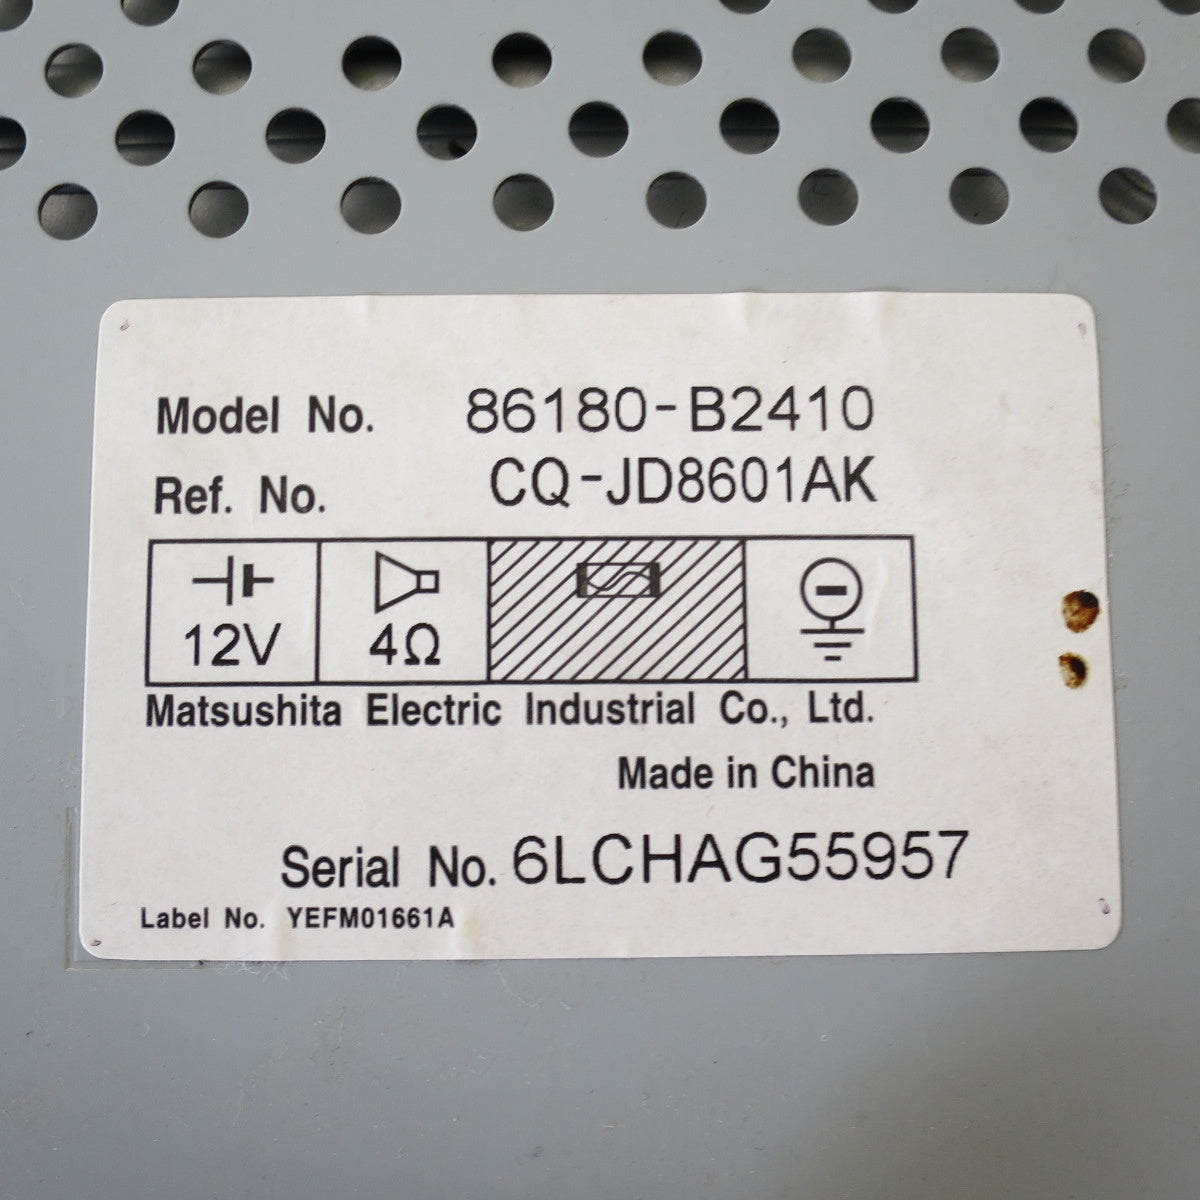 Model No. 86180-B2410
Ref. No. CQ-JD8601AK
12V 4Ω
Matsushita Electric Industrial Co., Ltd.
Made in China
Serial No. 6LCHAG55957
Label No. YEFM01661A